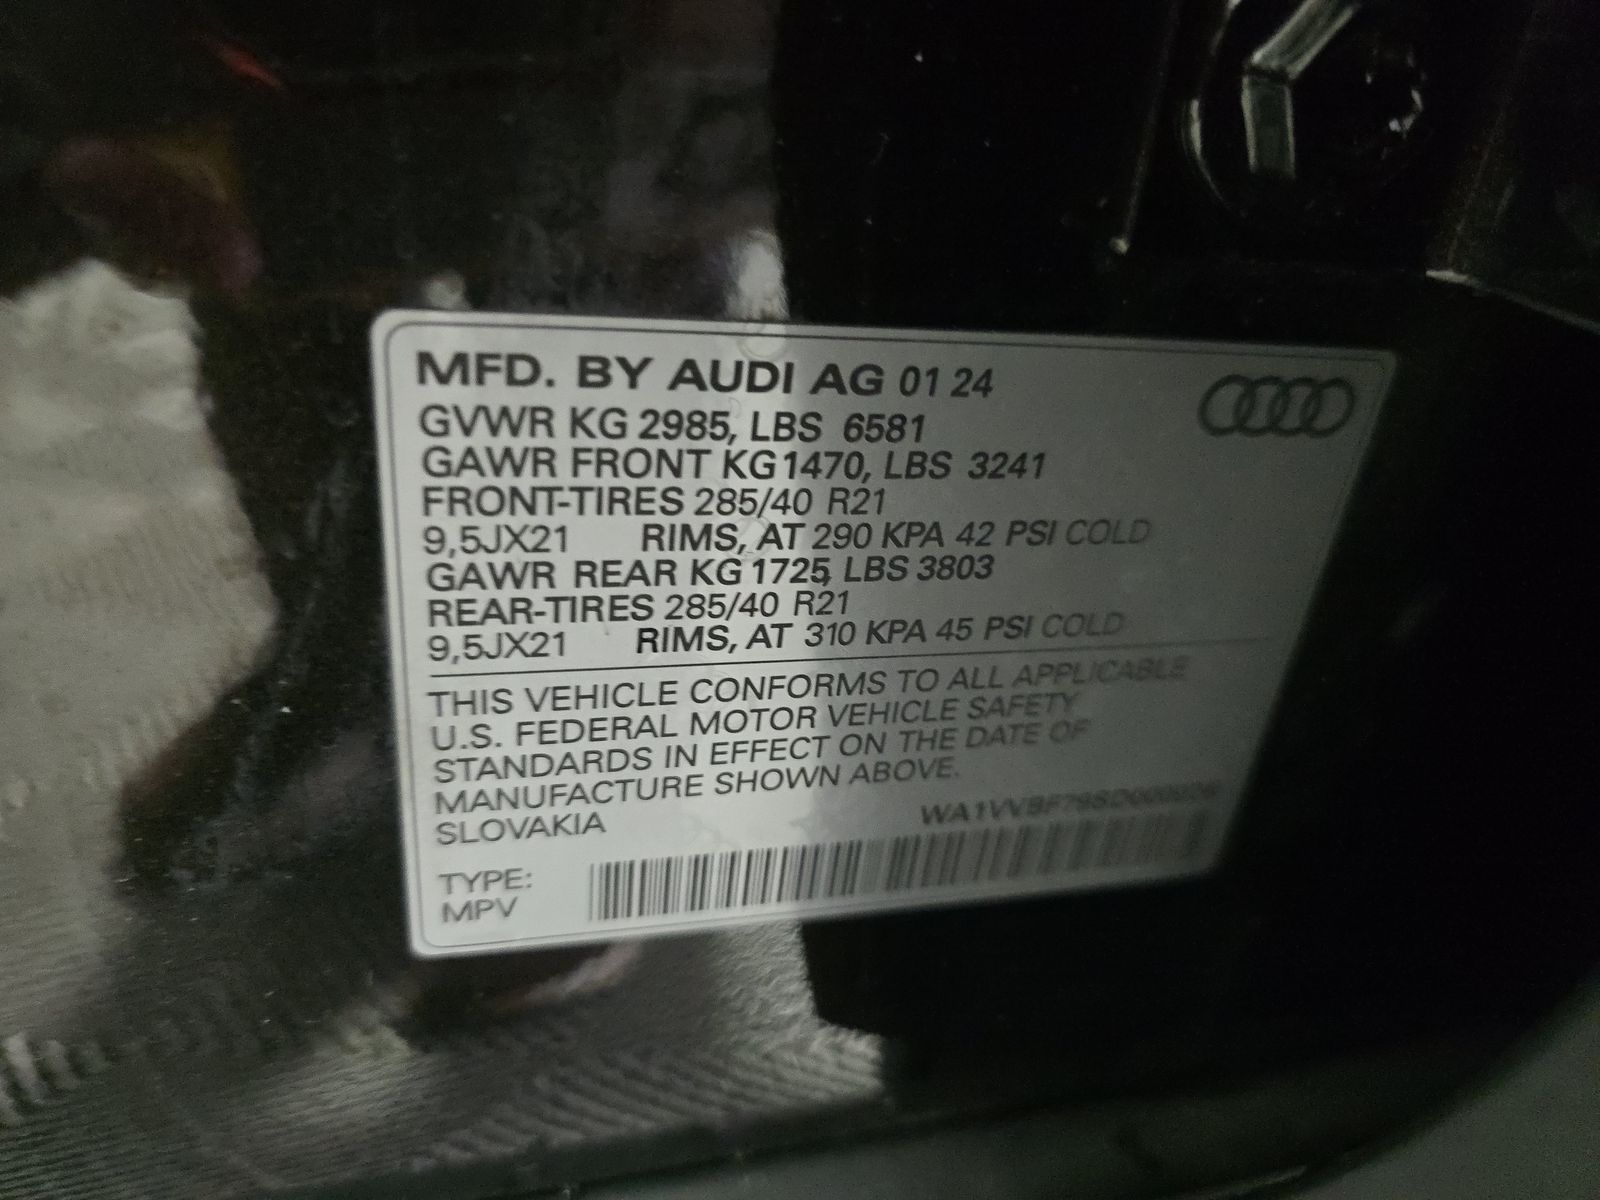 MFD. BY AUDI AG 01 24
GVWR KG 2985, LBS 6581
GAWR FRONT KG 1470, LBS 3241
FRONT-TIRES 285/40 R21
9,5JX21 RIMS, AT 290 KPA 42 PSI COLD
GAWR REAR KG 1725, LBS 3803
REAR-TIRES 285/40 R21
9,5JX21 RIMS, AT 310 KPA 45 PSI COLD
THIS VEHICLE CONFORMS TO ALL APPLICABLE
U.S. FEDERAL MOTOR VEHICLE SAFETY
STANDARDS IN EFFECT ON THE DATE OF
MANUFACTURE SHOWN ABOVE.
SLOVAKIA
TYPE:
MPV